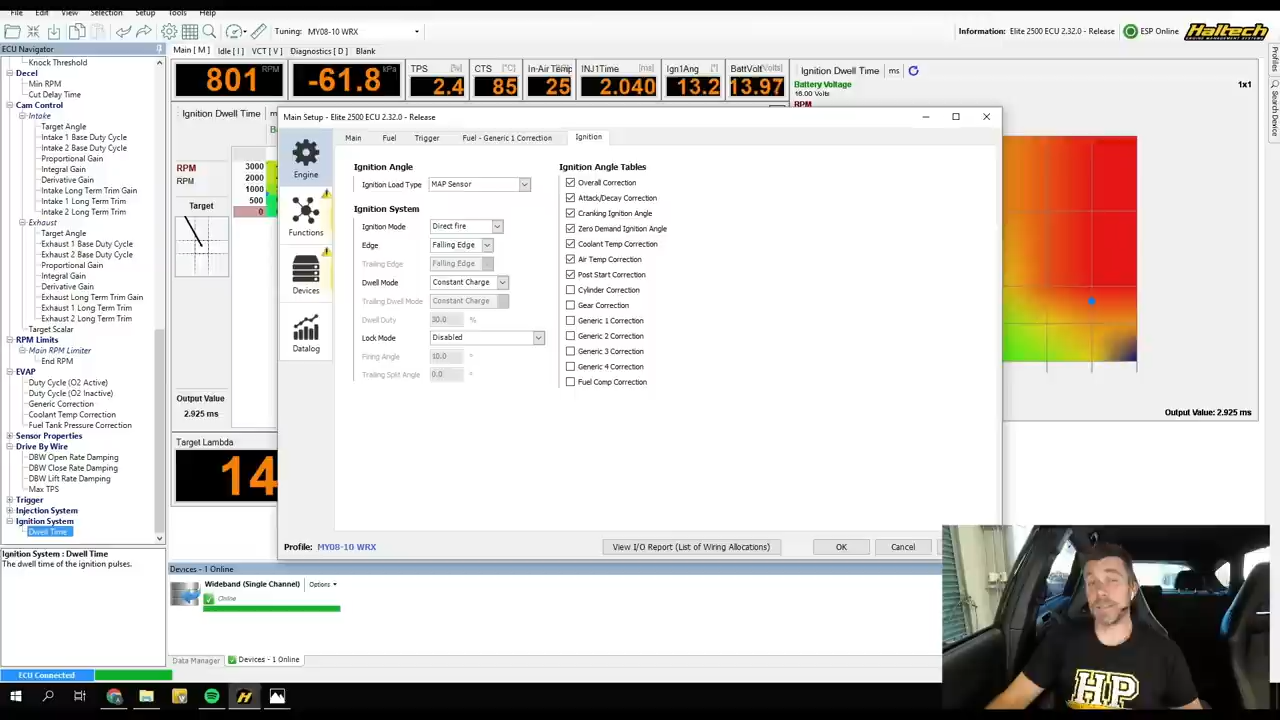 File Edit View Selection Setup Tools Help
Tuning: MY08-10 WRX
Information: Elite 2500 ECU 2.32.0 - Release
ESP Online
Haltech
ECU Navigator
Main [ M ] Idle [ I ] VCT [ V ] Diagnostics [ D ] Blank
Knock Threshold
Decel
Min RPM
Cut Delay Time
Cam Control
Intake
Target Angle
Intake 1 Base Duty Cycle
Intake 2 Base Duty Cycle
Proportional Gain
Integral Gain
Derivative Gain
Intake Long Term Trim Gain
Intake 1 Long Term Trim
Intake 2 Long Term Trim
Exhaust
Target Angle
Exhaust 1 Base Duty Cycle
Exhaust 2 Base Duty Cycle
Proportional Gain
Integral Gain
Derivative Gain
Exhaust Long Term Trim Gain
Exhaust 1 Long Term Trim
Exhaust 2 Long Term Trim
Target Scalar
RPM Limits
Main RPM Limiter
End RPM
EVAP
Duty Cycle (O2 Active)
Duty Cycle (O2 Inactive)
Generic Correction
Coolant Temp Correction
Fuel Tank Pressure Correction
Sensor Properties
Drive By Wire
DBW Open Rate Damping
DBW Close Rate Damping
DBW Lift Rate Damping
Max TPS
Trigger
Injection System
Ignition System
Dwell Time
Ignition System : Dwell Time
The dwell time of the ignition pulses.
ECU Connected
801 RPM
-61.8 kPa
TPS [%]
2.4
CTS [°C]
85
In-Air Temp [°C]
25
INJ1Time [ms]
2.040
Ign1Ang [°]
13.2
BattVolt [Volts]
13.97
Ignition Dwell Time ms
Battery Voltage
16.00 Volts
RPM
1x1
Search Device
Ignition Dwell Time
RPM
RPM
3000
2000
1000
500
0
Target
Output Value
2.925 ms
Target Lambda
14
Output Value: 2.925 ms
Main Setup - Elite 2500 ECU 2.32.0 - Release
Engine
Functions
Devices
Datalog
Main Fuel Trigger Fuel - Generic 1 Correction Ignition
Ignition Angle
Ignition Load Type MAP Sensor
Ignition System
Ignition Mode Direct fire
Edge Falling Edge
Trailing Edge Falling Edge
Dwell Mode Constant Charge
Trailing Dwell Mode Constant Charge
Dwell Duty 30.0 %
Lock Mode Disabled
Firing Angle 10.0 °
Trailing Split Angle 0.0 °
Ignition Angle Tables
Overall Correction
Attack/Decay Correction
Cranking Ignition Angle
Zero Demand Ignition Angle
Coolant Temp Correction
Air Temp Correction
Post Start Correction
Cylinder Correction
Gear Correction
Generic 1 Correction
Generic 2 Correction
Generic 3 Correction
Generic 4 Correction
Fuel Comp Correction
Profile: MY08-10 WRX
View I/O Report (List of Wiring Allocations)
OK
Cancel
Devices - 1 Online
Wideband (Single Channel) Options
Online
Data Manager Devices - 1 Online
HP